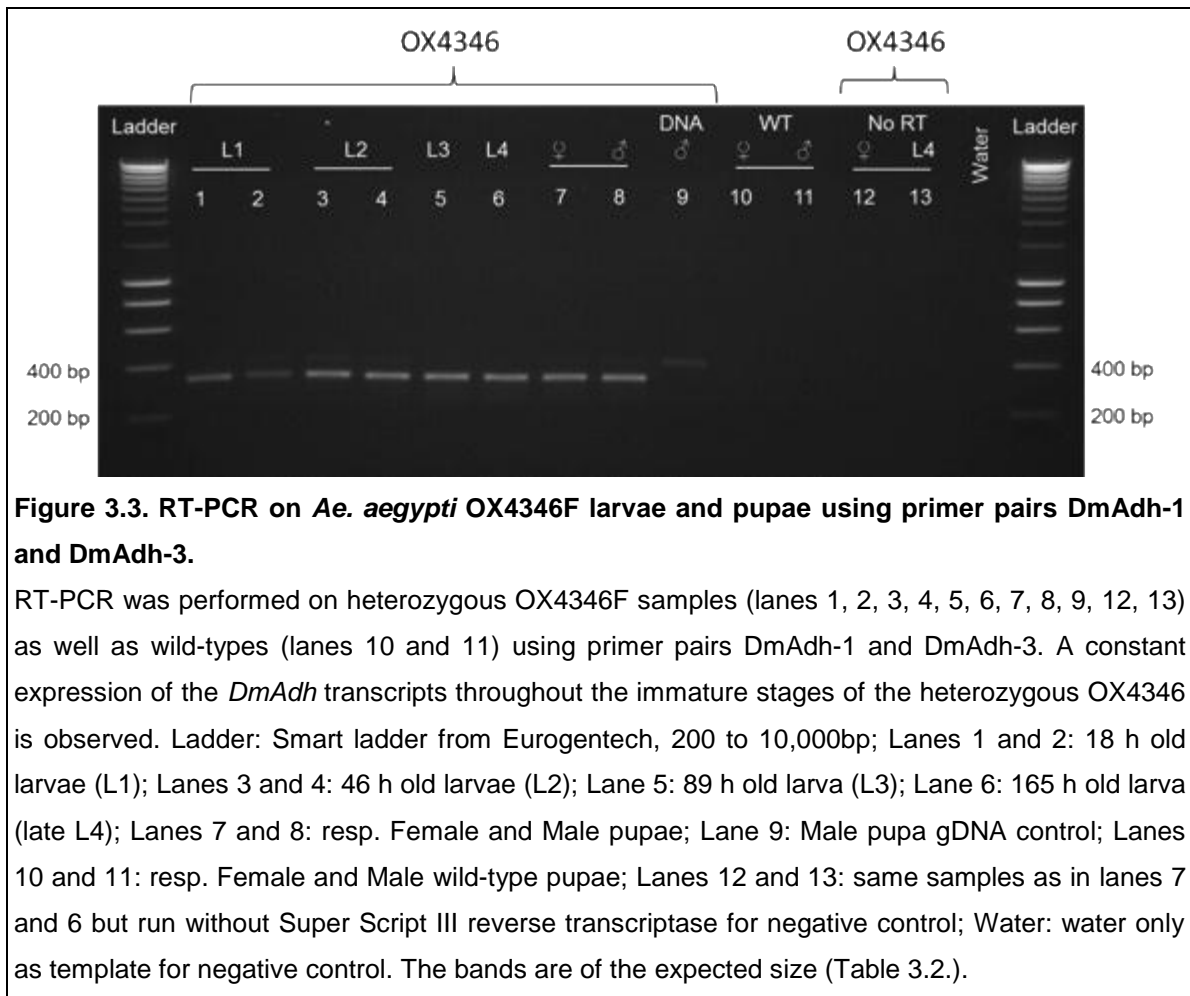 OX4346 OX4346
Ladder DNA WT No RT Ladder
L1 L2 L3 L4 ♀ ♂ ♂ ♀ ♂ ♀ L4 Water
1 2 3 4 5 6 7 8 9 10 11 12 13
400 bp 400 bp
200 bp 200 bp
Figure 3.3. RT-PCR on Ae. aegypti OX4346F larvae and pupae using primer pairs DmAdh-1
and DmAdh-3.
RT-PCR was performed on heterozygous OX4346F samples (lanes 1, 2, 3, 4, 5, 6, 7, 8, 9, 12, 13)
as well as wild-types (lanes 10 and 11) using primer pairs DmAdh-1 and DmAdh-3. A constant
expression of the DmAdh transcripts throughout the immature stages of the heterozygous OX4346
is observed. Ladder: Smart ladder from Eurogentech, 200 to 10,000bp; Lanes 1 and 2: 18 h old
larvae (L1); Lanes 3 and 4: 46 h old larvae (L2); Lane 5: 89 h old larva (L3); Lane 6: 165 h old larva
(late L4); Lanes 7 and 8: resp. Female and Male pupae; Lane 9: Male pupa gDNA control; Lanes
10 and 11: resp. Female and Male wild-type pupae; Lanes 12 and 13: same samples as in lanes 7
and 6 but run without Super Script III reverse transcriptase for negative control; Water: water only
as template for negative control. The bands are of the expected size (Table 3.2.).